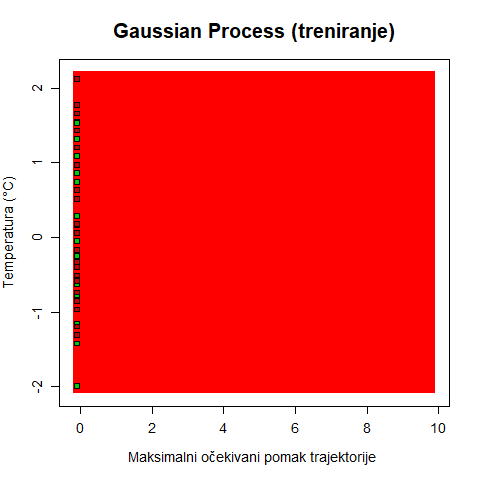 Gaussian Process (treniranje)
Temperatura (°C)
2
1
0
-1
-2
0 2 4 6 8 10
Maksimalni očekivani pomak trajektorije